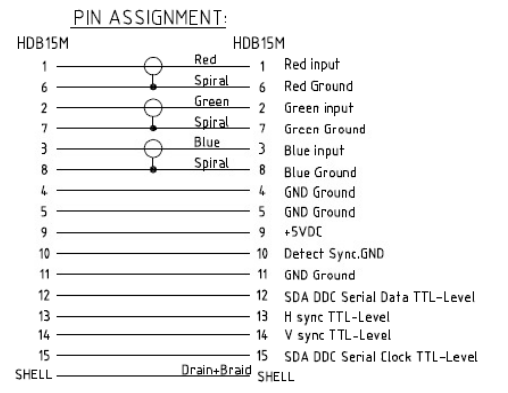 PIN ASSIGNMENT:
HDB15M HDB15M
1 Red 1 Red input
6 Spiral 6 Red Ground
2 Green 2 Green input
7 Spiral 7 Green Ground
3 Blue 3 Blue input
8 Spiral 8 Blue Ground
4 4 GND Ground
5 5 GND Ground
9 9 +5VDC
10 10 Detect Sync.GND
11 11 GND Ground
12 12 SDA DDC Serial Data TTL-Level
13 13 H sync TTL-Level
14 14 V sync TTL-Level
15 15 SDA DDC Serial Clock TTL-Level
SHELL Drain+Braid SHELL